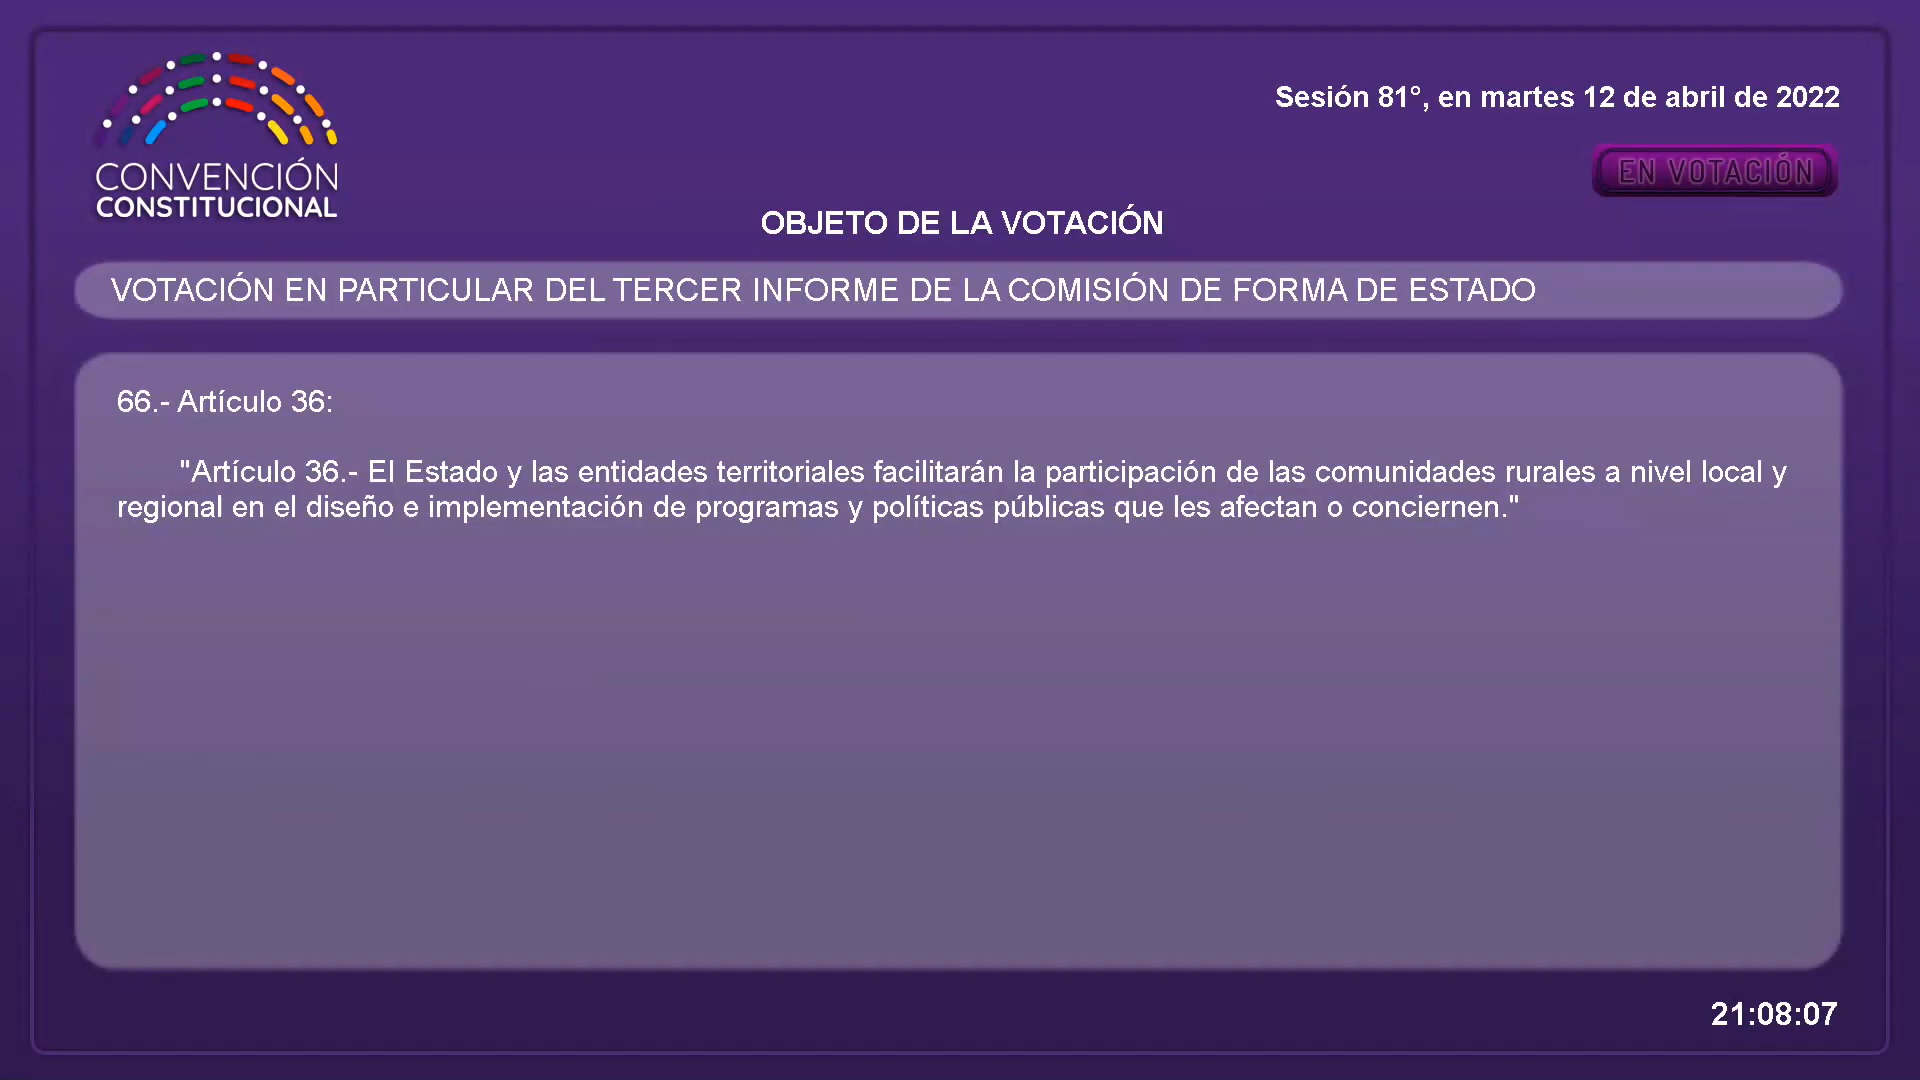 CONVENCIÓN
CONSTITUCIONAL
Sesión 81°, en martes 12 de abril de 2022
EN VOTACIÓN
OBJETO DE LA VOTACIÓN
VOTACIÓN EN PARTICULAR DEL TERCER INFORME DE LA COMISIÓN DE FORMA DE ESTADO
66.- Artículo 36:
"Artículo 36.- El Estado y las entidades territoriales facilitarán la participación de las comunidades rurales a nivel local y
regional en el diseño e implementación de programas y políticas públicas que les afectan o conciernen."
21:08:07